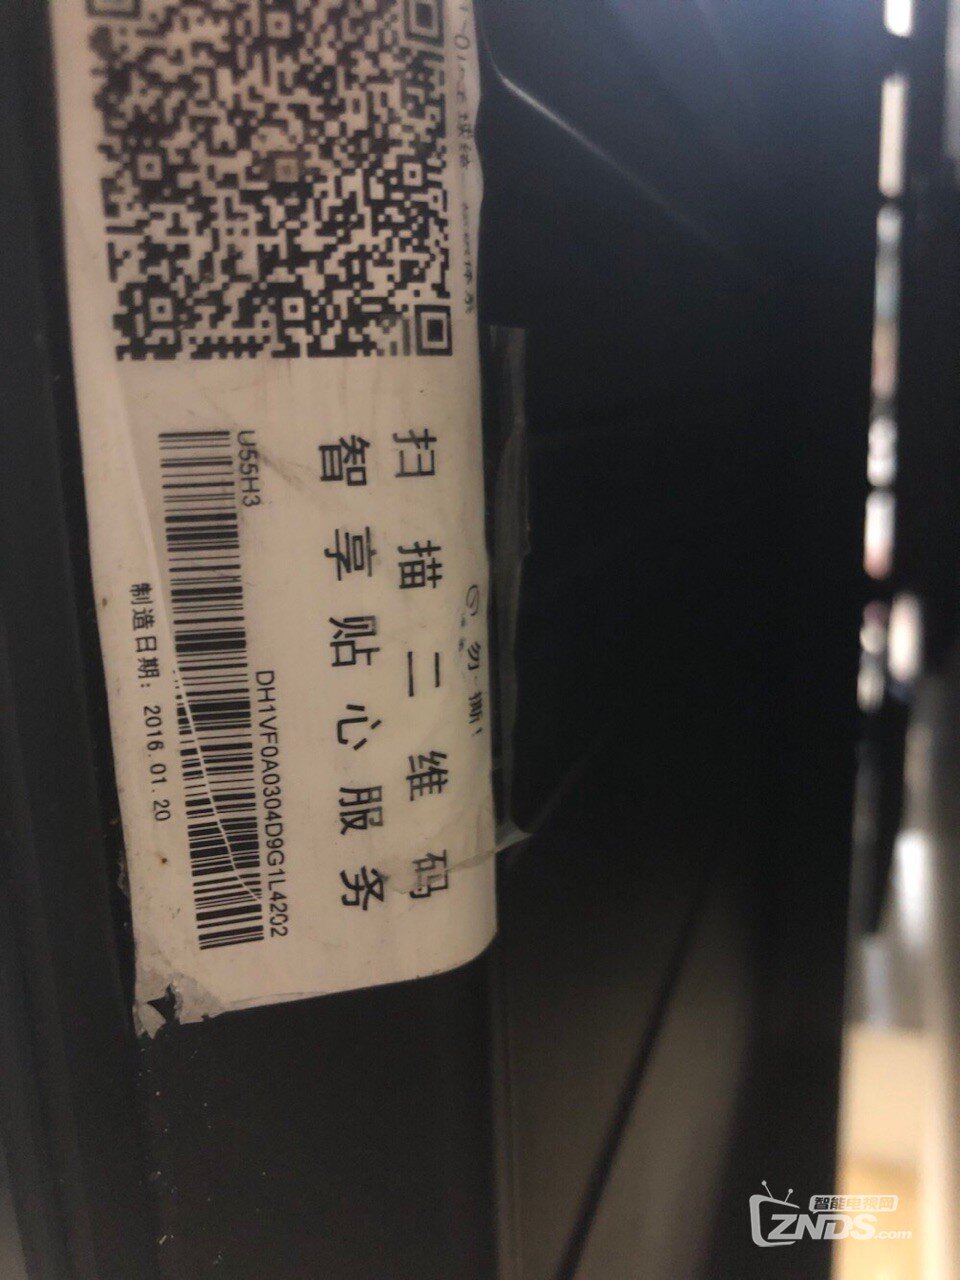 勿撕!
扫描二维码
智享贴心服务
U55H3
DH1VF0A0304D9G1L4202
制造日期: 2016.01.20
智能电视网
ZNDS.com